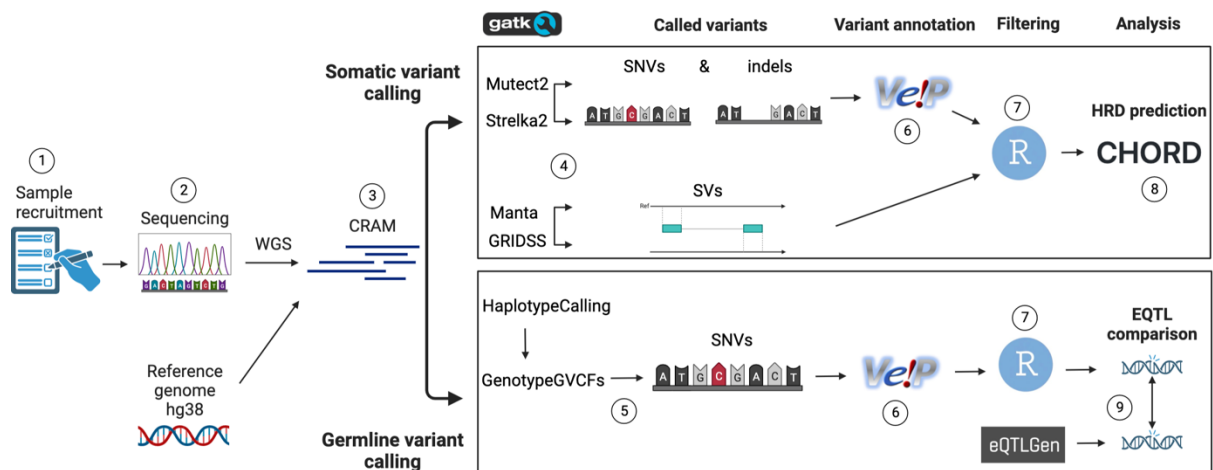 gatk
Called variants
Variant annotation
Filtering
Analysis
Somatic variant
calling
SNVs & indels
Mutect2
Strelka2
A T G C G A C T
A T G A C T
Ve!P
6
7
R
HRD prediction
CHORD
8
4
SVs
Manta
GRIDSS
Ref
1
Sample
recruitment
2
Sequencing
G A C T A G T C T G
WGS
3
CRAM
Reference
genome
hg38
Germline variant
calling
HaplotypeCalling
GenotypeGVCFs
5
SNVs
A T G C G A C T
Ve!P
6
7
R
EQTL
comparison
9
eQTLGen